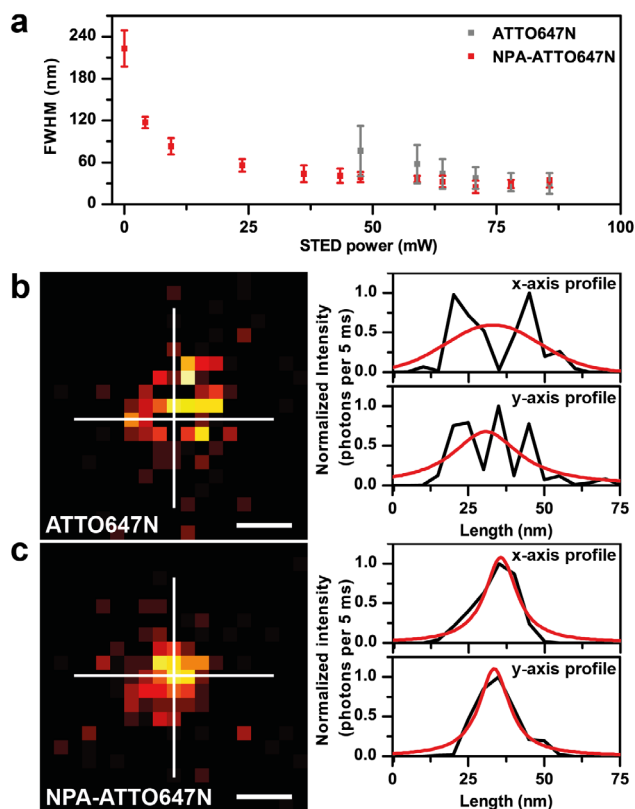 a
ATTO647N
NPA-ATTO647N
FWHM (nm)
240
180
120
60
0
0
25
50
75
100
STED power (mW)
b
ATTO647N
x-axis profile
1.0
0.5
0.0
y-axis profile
1.0
0.5
0.0
Normalized Intensity
(photons per 5 ms)
0
25
50
75
Length (nm)
c
NPA-ATTO647N
x-axis profile
1.0
0.5
0.0
y-axis profile
1.0
0.5
0.0
Normalized intensity
(photons per 5 ms)
0
25
50
75
Length (nm)